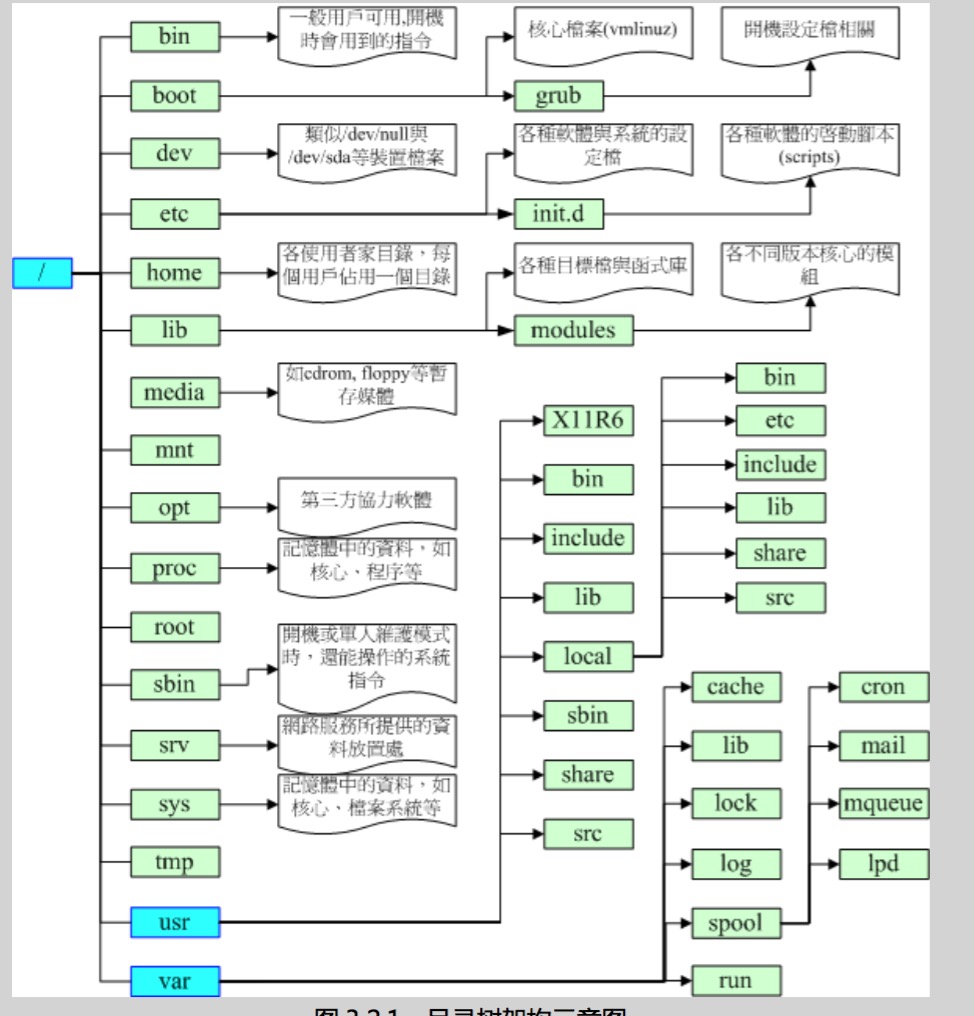 /
bin
一般用戶可用,開機
時會用到的指令
boot
核心檔案(vmlinuz)
grub
開機設定檔相關
dev
類似/dev/null與
/dev/sda等裝置檔案
etc
各種軟體與系統的設
定檔
init.d
各種軟體的啓動腳本
(scripts)
home
各使用者家目錄，每
個用戶佔用一個目錄
lib
各種目標檔與函式庫
modules
各不同版本核心的模
組
media
如cdrom, floppy等暫
存媒體
mnt
opt
第三方協力軟體
proc
記憶體中的資料，如
核心、程序等
root
sbin
開機或單人維護模式
時，還能操作的系統
指令
srv
網路服務所提供的資
料放置處
sys
記憶體中的資料，如
核心、檔案系統等
tmp
usr
X11R6
bin
include
lib
local
bin
etc
include
lib
share
src
sbin
share
src
var
cache
lib
lock
log
spool
cron
mail
mqueue
lpd
run